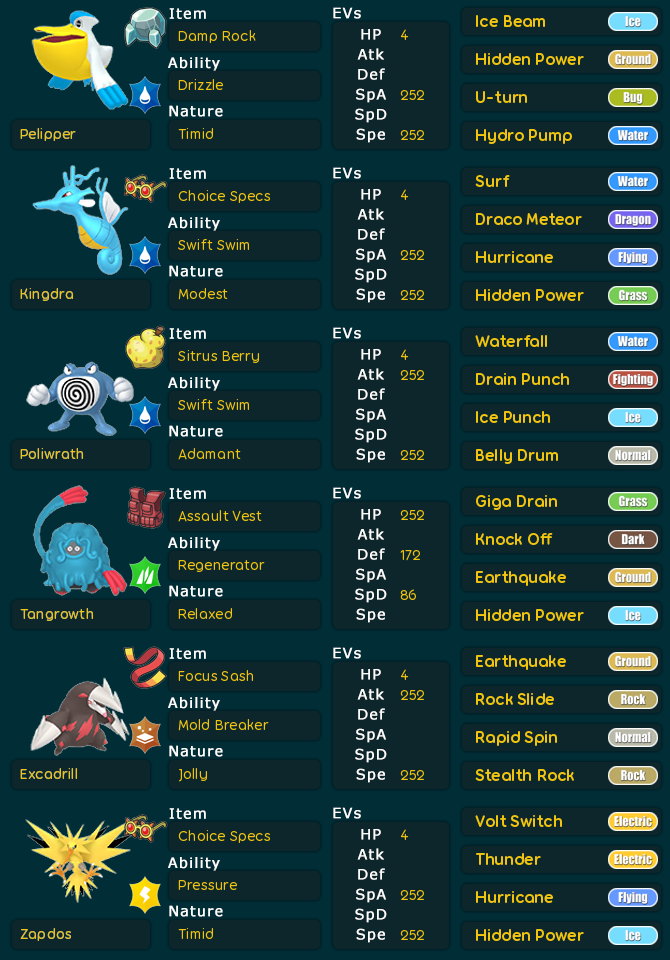 Item
Damp Rock
Ability
Drizzle
Nature
Pelipper
Timid
EVs
HP 4
Atk
Def
SpA 252
SpD
Spe 252
Ice Beam Ice
Hidden Power Ground
U-turn Bug
Hydro Pump Water
Item
Choice Specs
Ability
Swift Swim
Nature
Kingdra
Modest
EVs
HP 4
Atk
Def
SpA 252
SpD
Spe 252
Surf Water
Draco Meteor Dragon
Hurricane Flying
Hidden Power Grass
Item
Sitrus Berry
Ability
Swift Swim
Nature
Poliwrath
Adamant
EVs
HP 4
Atk 252
Def
SpA
SpD
Spe 252
Waterfall Water
Drain Punch Fighting
Ice Punch Ice
Belly Drum Normal
Item
Assault Vest
Ability
Regenerator
Nature
Tangrowth
Relaxed
EVs
HP 252
Atk
Def 172
SpA
SpD 86
Spe
Giga Drain Grass
Knock Off Dark
Earthquake Ground
Hidden Power Ice
Item
Focus Sash
Ability
Mold Breaker
Nature
Excadrill
Jolly
EVs
HP 4
Atk 252
Def
SpA
SpD
Spe 252
Earthquake Ground
Rock Slide Rock
Rapid Spin Normal
Stealth Rock Rock
Item
Choice Specs
Ability
Pressure
Nature
Zapdos
Timid
EVs
HP 4
Atk
Def
SpA 252
SpD
Spe 252
Volt Switch Electric
Thunder Electric
Hurricane Flying
Hidden Power Ice